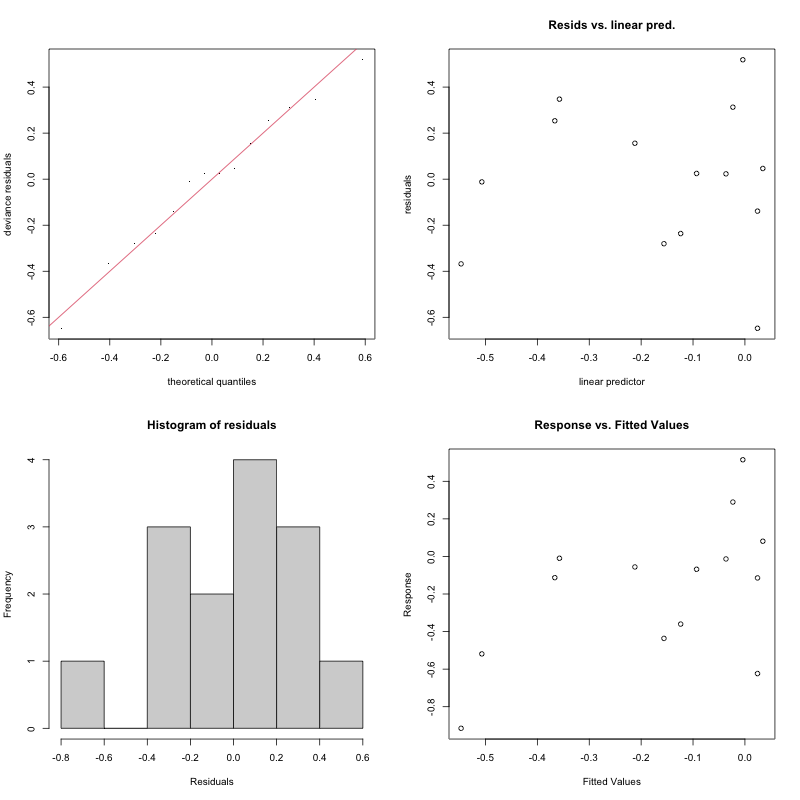 deviance residuals
0.4
0.2
0.0
-0.2
-0.4
-0.6
-0.6 -0.4 -0.2 0.0 0.2 0.4 0.6
theoretical quantiles
Resids vs. linear pred.
residuals
0.4
0.2
0.0
-0.2
-0.4
-0.6
-0.5 -0.4 -0.3 -0.2 -0.1 0.0
linear predictor
Histogram of residuals
Frequency
4
3
2
1
0
-0.8 -0.6 -0.4 -0.2 0.0 0.2 0.4 0.6
Residuals
Response vs. Fitted Values
Response
0.4
0.2
0.0
-0.2
-0.4
-0.6
-0.8
-0.5 -0.4 -0.3 -0.2 -0.1 0.0
Fitted Values